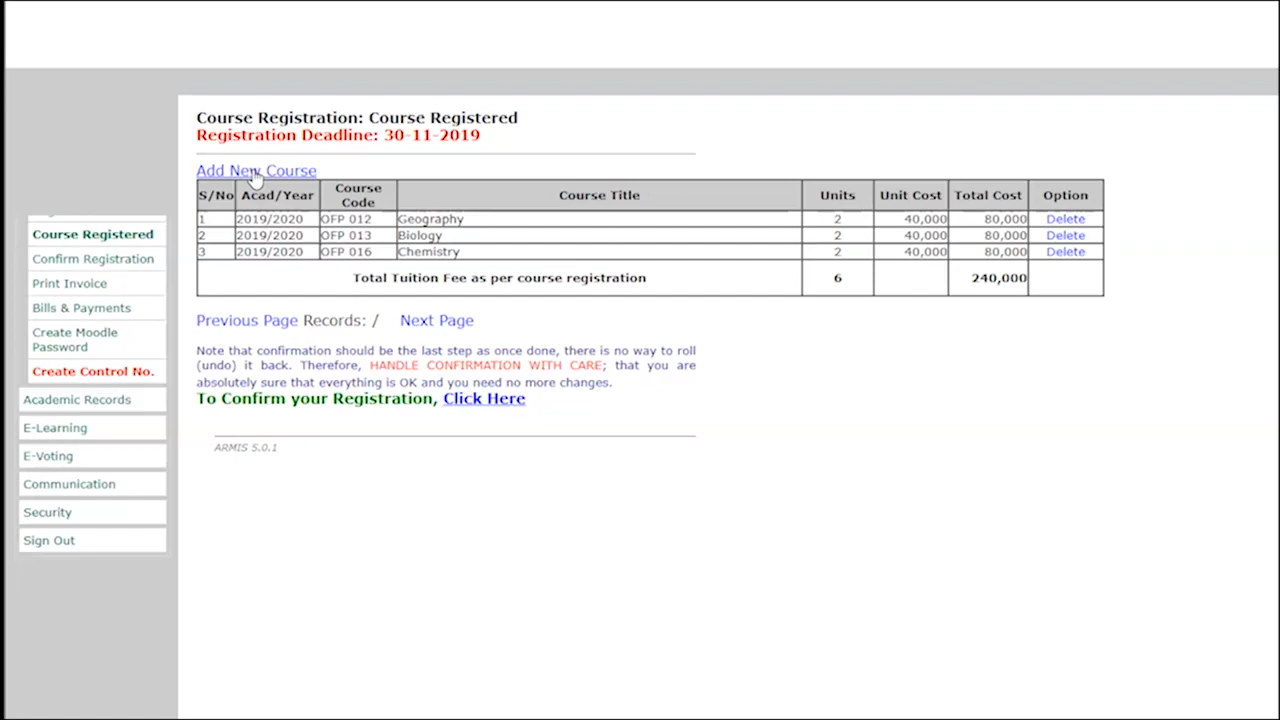 Course Registration: Course Registered
Registration Deadline: 30-11-2019
Add New Course
S/No Acad/Year Course Code Course Title Units Unit Cost Total Cost Option
1 2019/2020 OFP 012 Geography 2 40,000 80,000 Delete
2 2019/2020 OFP 013 Biology 2 40,000 80,000 Delete
3 2019/2020 OFP 016 Chemistry 2 40,000 80,000 Delete
Total Tuition Fee as per course registration 6 240,000
Previous Page Records: / Next Page
Note that confirmation should be the last step as once done, there is no way to roll
(undo) it back. Therefore, HANDLE CONFIRMATION WITH CARE; that you are
absolutely sure that everything is OK and you need no more changes.
To Confirm your Registration, Click Here
ARMIS 5.0.1
Course Registered
Confirm Registration
Print Invoice
Bills & Payments
Create Moodle
Password
Create Control No.
Academic Records
E-Learning
E-Voting
Communication
Security
Sign Out